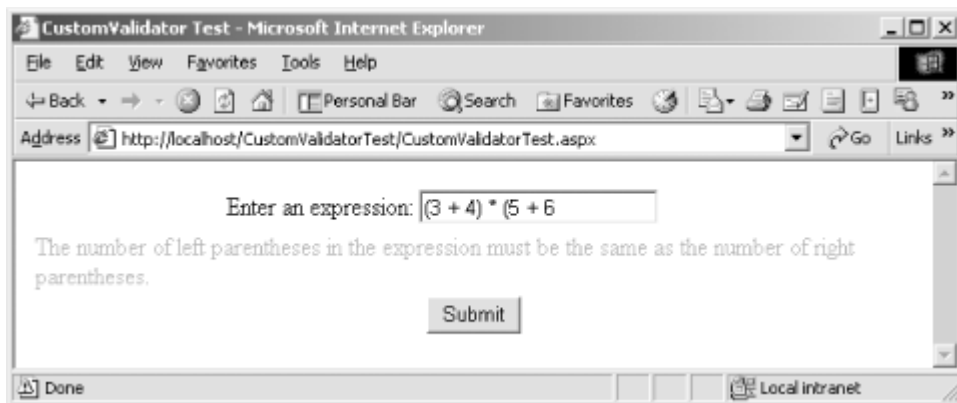 CustomValidator Test - Microsoft Internet Explorer
File Edit View Favorites Tools Help
Back Personal Bar Search Favorites »
Address http://localhost/CustomValidatorTest/CustomValidatorTest.aspx Go Links »
Enter an expression: (3 + 4) * (5 + 6
The number of left parentheses in the expression must be the same as the number of right
parentheses.
Submit
Done Local intranet